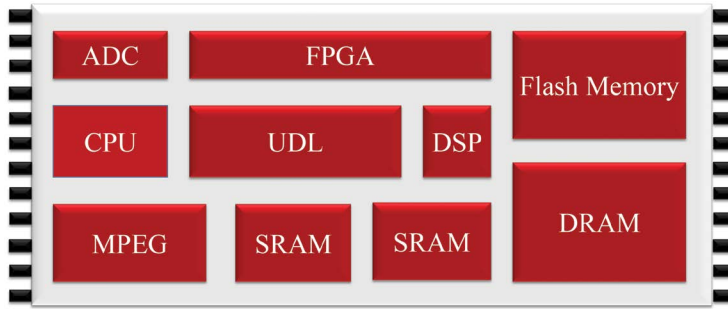 ADC
FPGA
Flash Memory
CPU
UDL
DSP
MPEG
SRAM
SRAM
DRAM